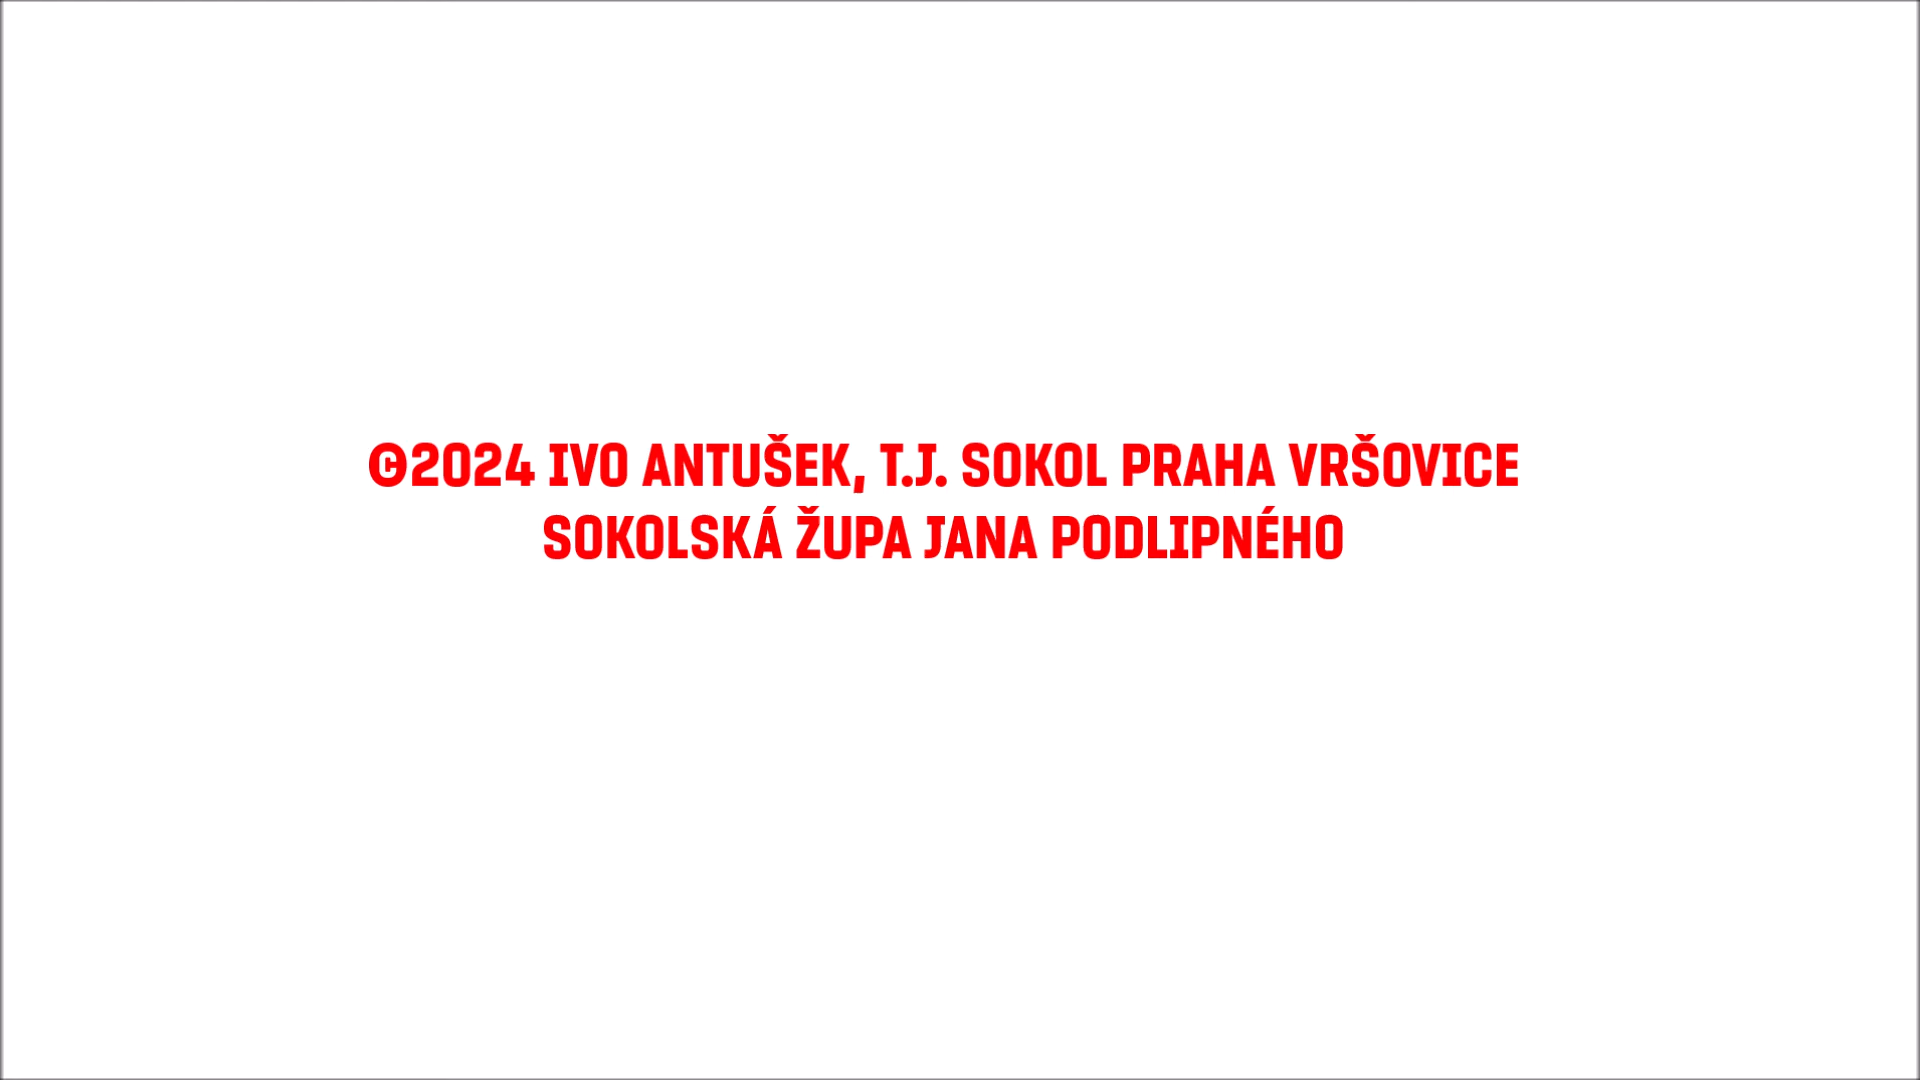 ©2024 IVO ANTUŠEK, T.J. SOKOL PRAHA VRŠOVICE
SOKOLSKÁ ŽUPA JANA PODLIPNÉHO